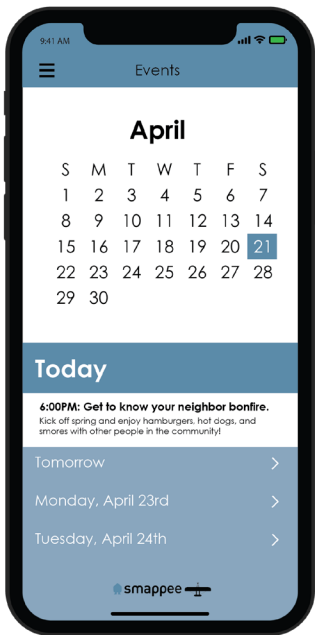 9:41 AM
Events
April
S M T W T F S
1 2 3 4 5 6 7
8 9 10 11 12 13 14
15 16 17 18 19 20 21
22 23 24 25 26 27 28
29 30
Today
6:00PM: Get to know your neighbor bonfire.
Kick off spring and enjoy hamburgers, hot dogs, and
smores with other people in the community!
Tomorrow
Monday, April 23rd
Tuesday, April 24th
smappee